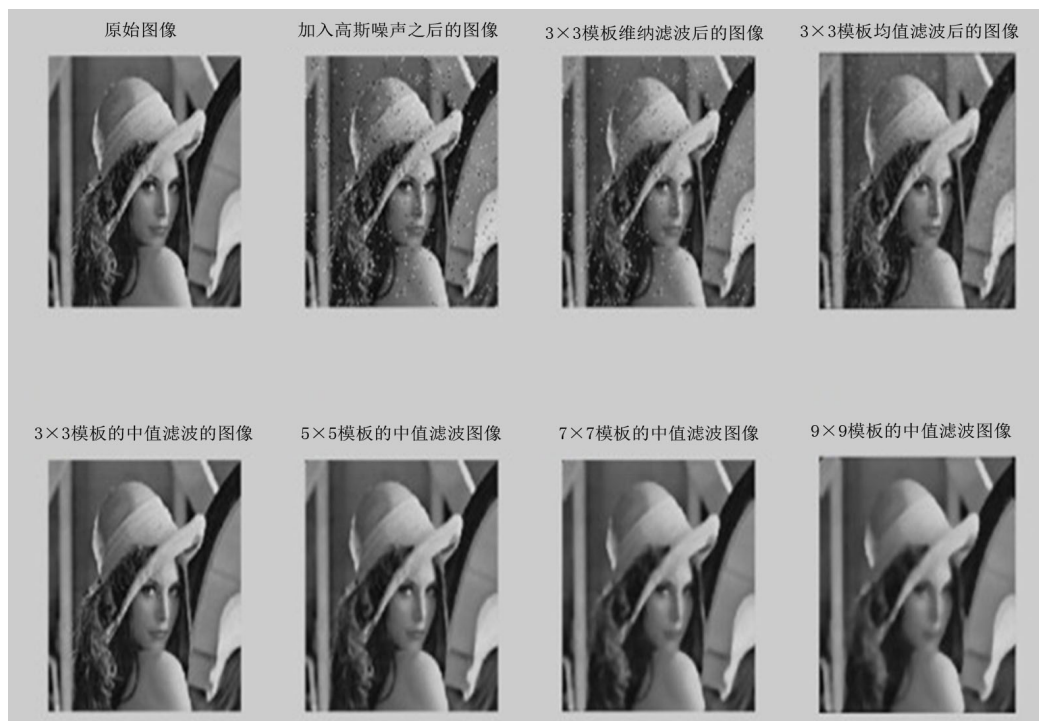 原始图像
加入高斯噪声之后的图像
3×3模板维纳滤波后的图像
3×3模板均值滤波后的图像
3×3模板的中值滤波的图像
5×5模板的中值滤波图像
7×7模板的中值滤波图像
9×9模板的中值滤波图像